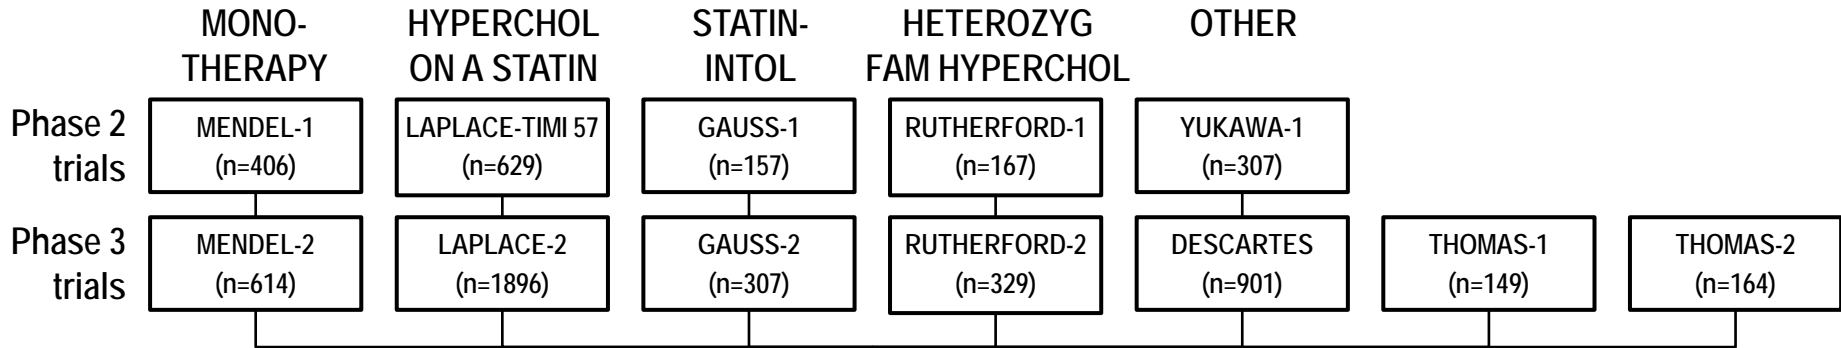 MONO-
THERAPY
HYPERCHOL
ON A STATIN
STATIN-
INTOL
HETEROZYG
FAM HYPERCHOL
OTHER
Phase 2
trials
MENDEL-1
(n=406)
LAPLACE-TIMI 57
(n=629)
GAUSS-1
(n=157)
RUTHERFORD-1
(n=167)
YUKAWA-1
(n=307)
Phase 3
trials
MENDEL-2
(n=614)
LAPLACE-2
(n=1896)
GAUSS-2
(n=307)
RUTHERFORD-2
(n=329)
DESCARTES
(n=901)
THOMAS-1
(n=149)
THOMAS-2
(n=164)